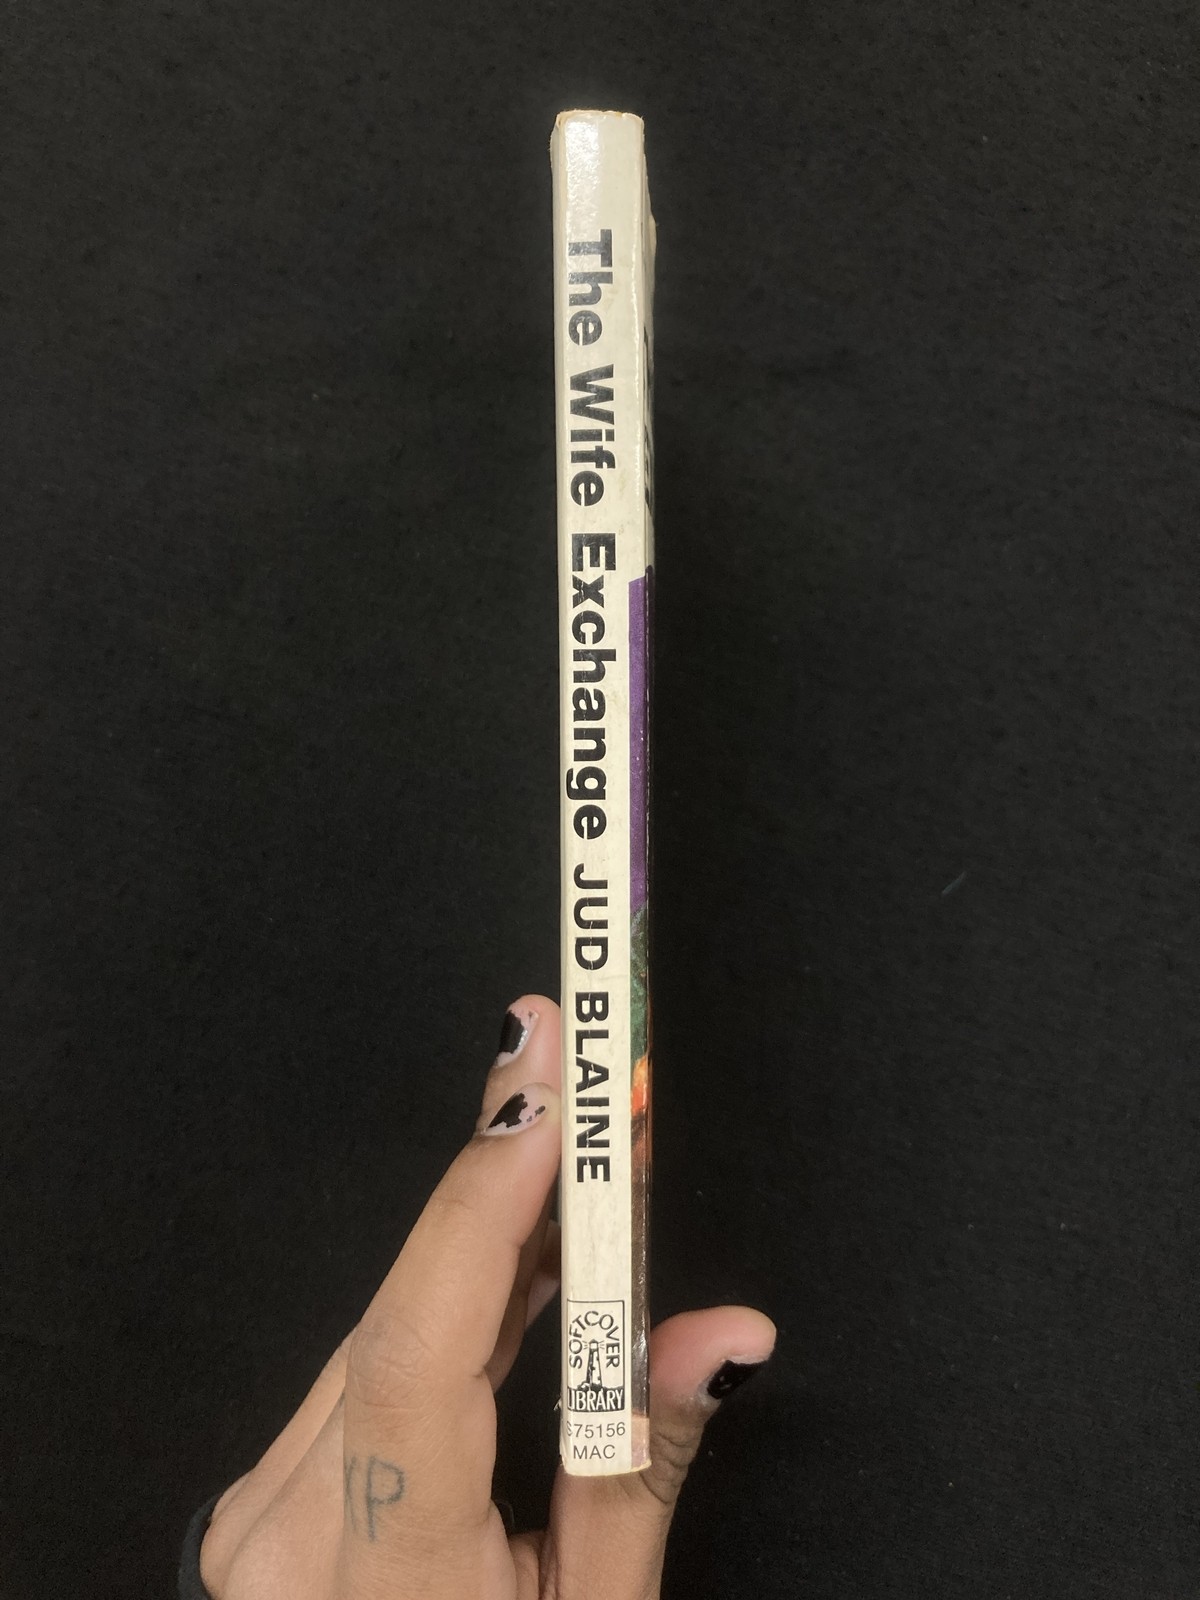 The Wife Exchange JUD BLAINE
SOFTCOVER
LIBRARY
S75156
MAC